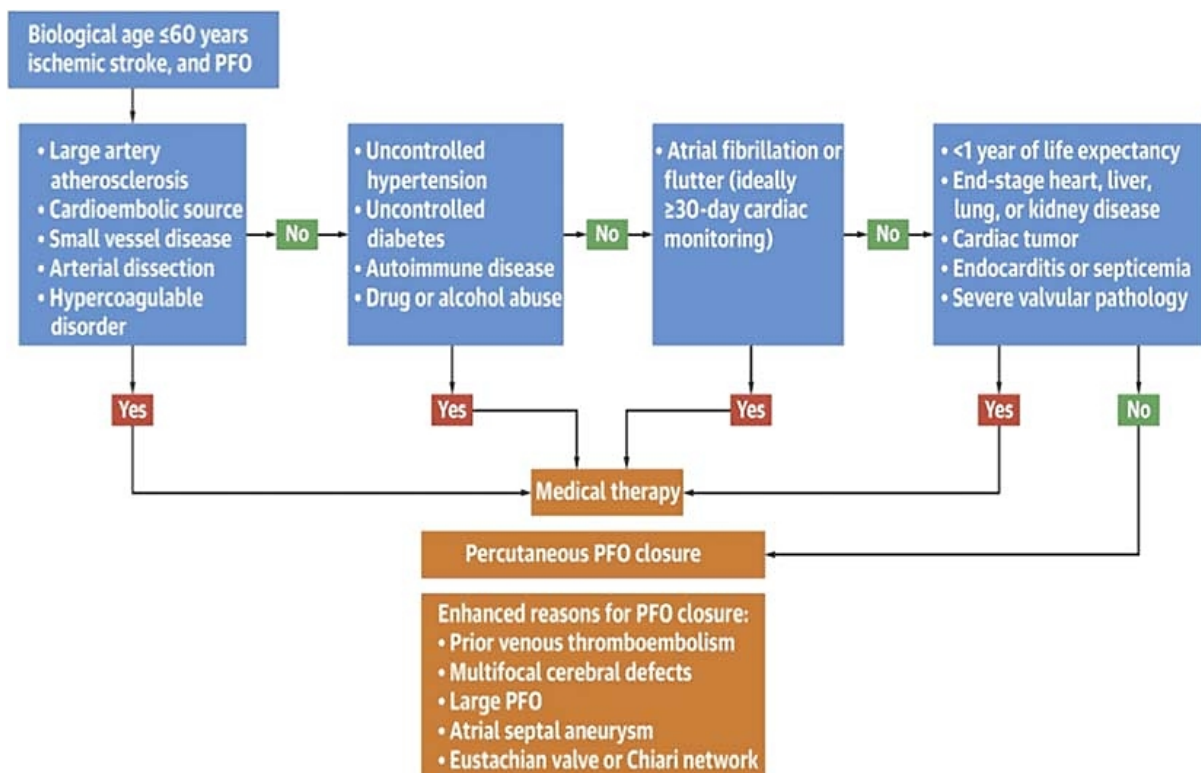 Biological age ≤60 years
ischemic stroke, and PFO
• Large artery
atherosclerosis
• Cardioembolic source
• Small vessel disease
• Arterial dissection
• Hypercoagulable
disorder
No
• Uncontrolled
hypertension
• Uncontrolled
diabetes
• Autoimmune disease
• Drug or alcohol abuse
No
• Atrial fibrillation or
flutter (ideally
≥30-day cardiac
monitoring)
No
• <1 year of life expectancy
• End-stage heart, liver,
lung, or kidney disease
• Cardiac tumor
• Endocarditis or septicemia
• Severe valvular pathology
Yes
Yes
Yes
Yes
No
Medical therapy
Percutaneous PFO closure
Enhanced reasons for PFO closure:
• Prior venous thromboembolism
• Multifocal cerebral defects
• Large PFO
• Atrial septal aneurysm
• Eustachian valve or Chiari network